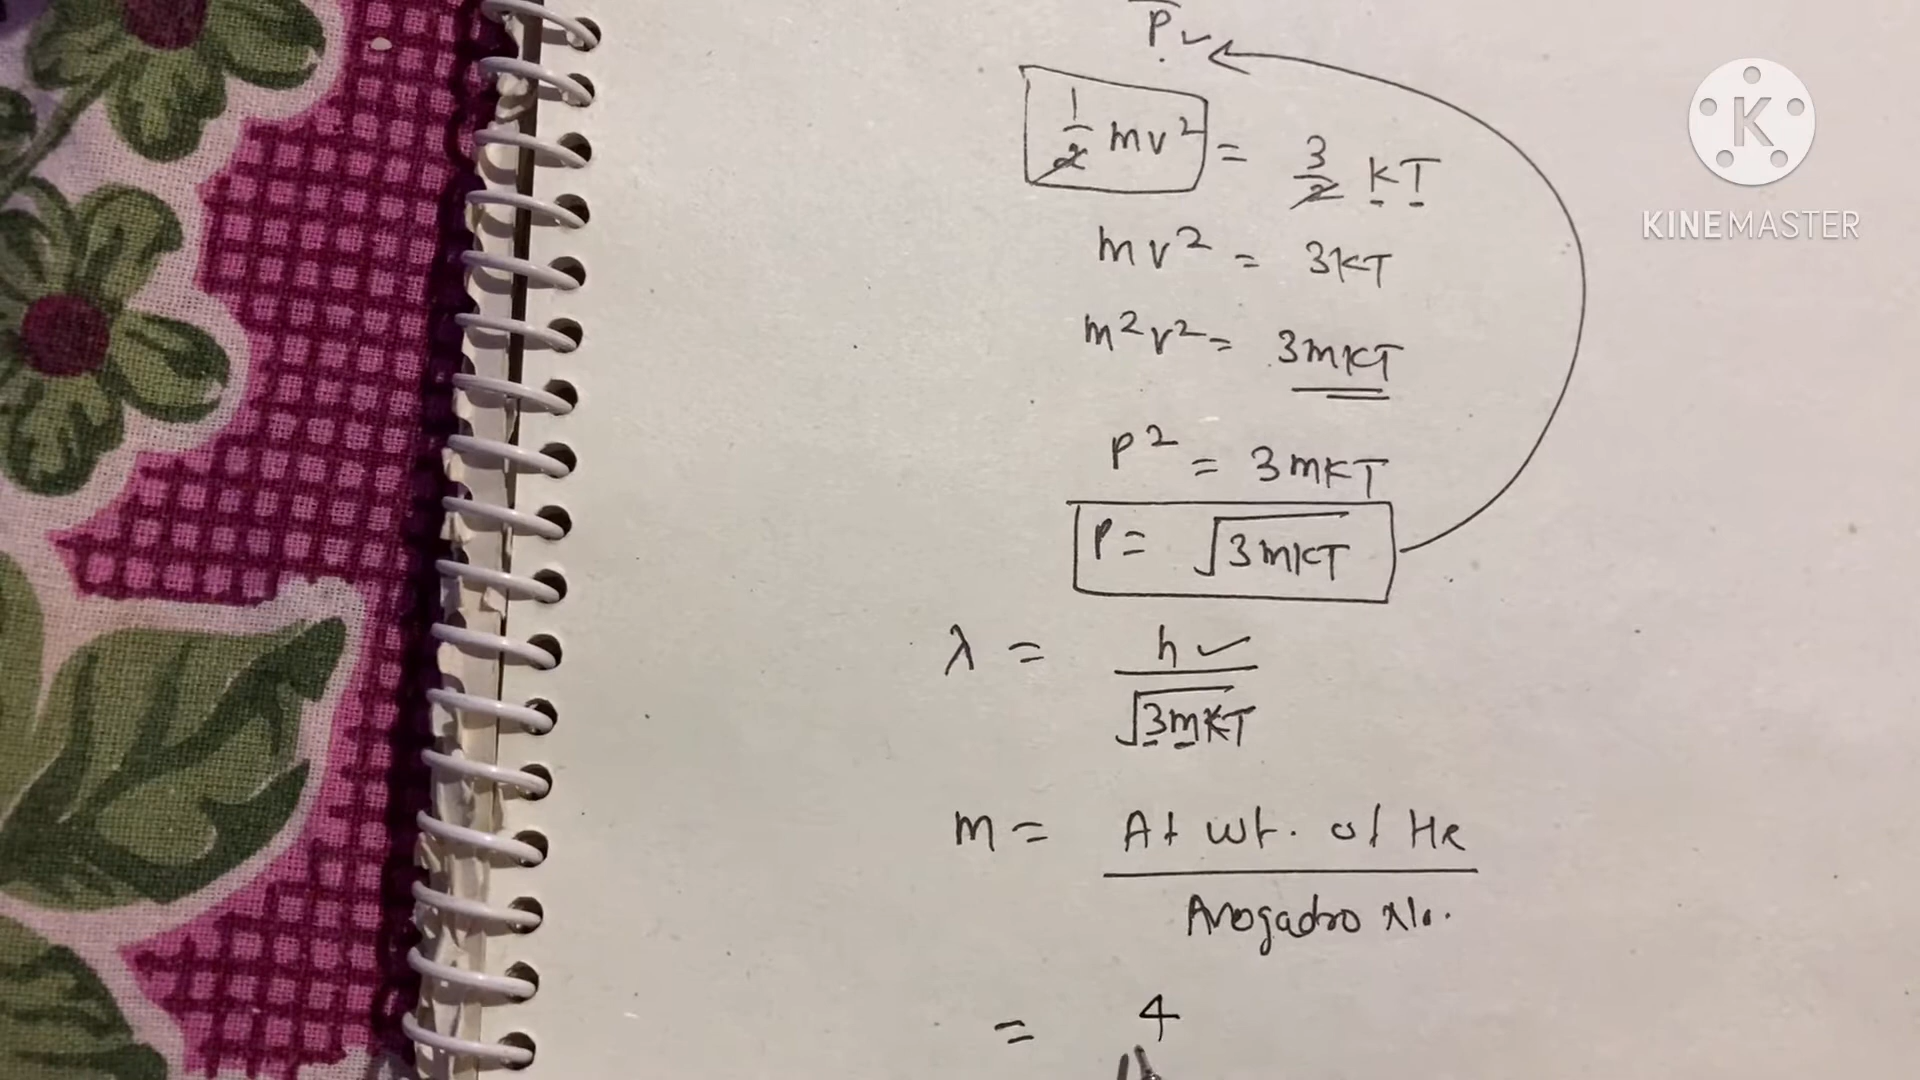 P ✓
1/2 mv² = 3/2 KT
mv² = 3KT
m²v² = 3mKT
P² = 3mKT
P = √3mKT
λ = h ✓ / √3mKT
m = At wt. of He / Avogadro No.
= 4
K
KINEMASTER